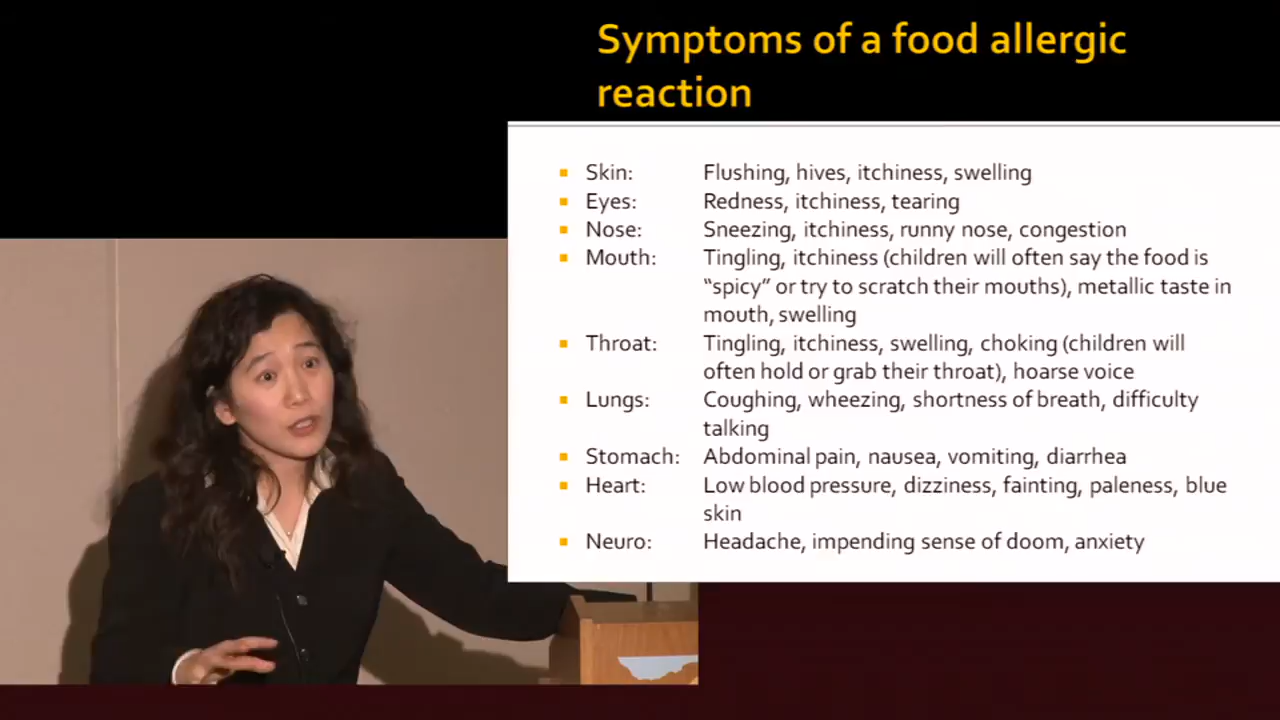 Symptoms of a food allergic
reaction
Skin: Flushing, hives, itchiness, swelling
Eyes: Redness, itchiness, tearing
Nose: Sneezing, itchiness, runny nose, congestion
Mouth: Tingling, itchiness (children will often say the food is
“spicy” or try to scratch their mouths), metallic taste in
mouth, swelling
Throat: Tingling, itchiness, swelling, choking (children will
often hold or grab their throat), hoarse voice
Lungs: Coughing, wheezing, shortness of breath, difficulty
talking
Stomach: Abdominal pain, nausea, vomiting, diarrhea
Heart: Low blood pressure, dizziness, fainting, paleness, blue
skin
Neuro: Headache, impending sense of doom, anxiety